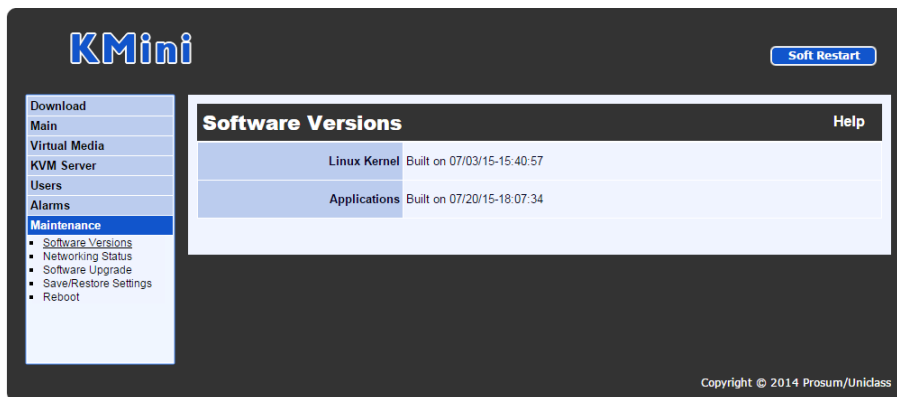 KMini
Soft Restart
Download
Main
Virtual Media
KVM Server
Users
Alarms
Maintenance
Software Versions
Networking Status
Software Upgrade
Save/Restore Settings
Reboot
Software Versions Help
Linux Kernel Built on 07/03/15-15:40:57
Applications Built on 07/20/15-18:07:34
Copyright © 2014 Prosum/Uniclass